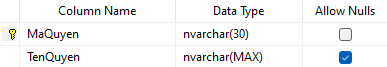 Column Name Data Type Allow Nulls
MaQuyen nvarchar(30)
TenQuyen nvarchar(MAX)